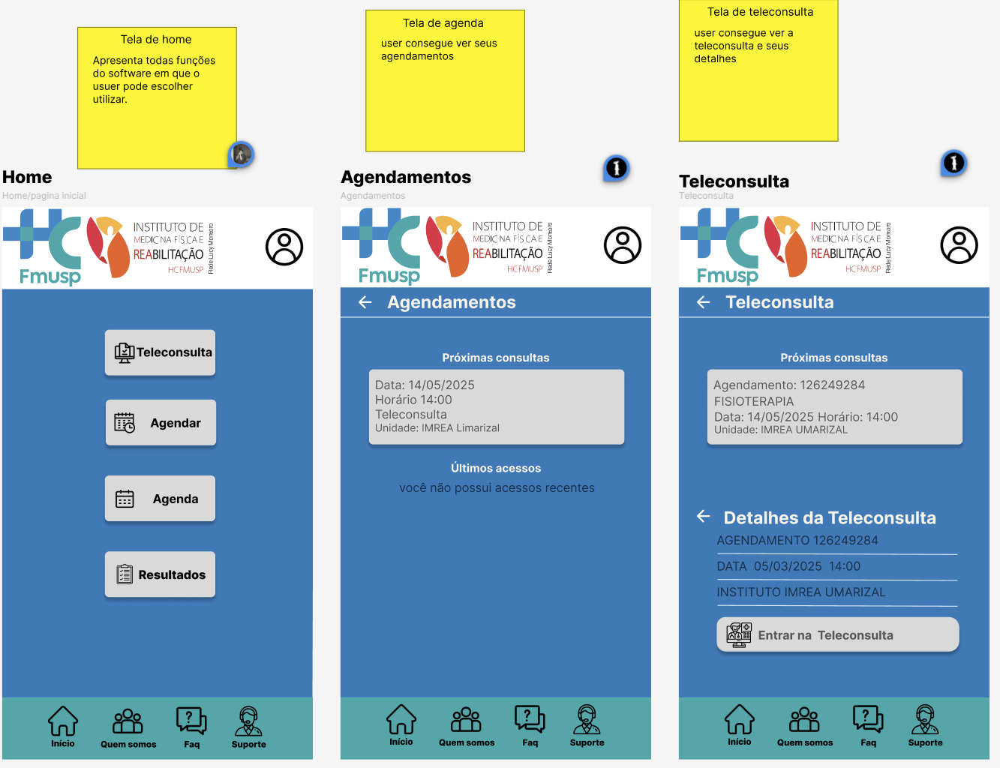 Tela de home
Apresenta todas funções
do software em que o
usuer pode escolher
utilizar.
Tela de agenda
user consegue ver seus
agendamentos
Tela de teleconsulta
user consegue ver a
teleconsulta e seus
detalhes
Home
Home/pagina inicial
Fmusp
INSTITUTO DE
MEDICNA FÍSCA E
REABILITAÇÃO
HCFMUSP
Rede Lucy Montoro
Teleconsulta
Agendar
Agenda
Resultados
Início
Quem somos
Faq
Suporte
Agendamentos
Agendamentos
Fmusp
INSTITUTO DE
MEDICNA FÍSCA E
REABILITAÇÃO
HCFMUSP
Rede Lucy Montoro
Agendamentos
Próximas consultas
Data: 14/05/2025
Horário 14:00
Teleconsulta
Unidade: IMREA Limarizal
Últimos acessos
você não possui acessos recentes
Início
Quem somos
Faq
Suporte
Teleconsulta
Teleconsulta
Fmusp
INSTITUTO DE
MEDICNA FÍSCA E
REABILITAÇÃO
HCFMUSP
Rede Lucy Montoro
Teleconsulta
Próximas consultas
Agendamento: 126249284
FISIOTERAPIA
Data: 14/05/2025 Horário: 14:00
Unidade: IMREA UMARIZAL
Detalhes da Teleconsulta
AGENDAMENTO 126249284
DATA 05/03/2025 14:00
INSTITUTO IMREA UMARIZAL
Entrar na Teleconsulta
Início
Quem somos
Faq
Suporte